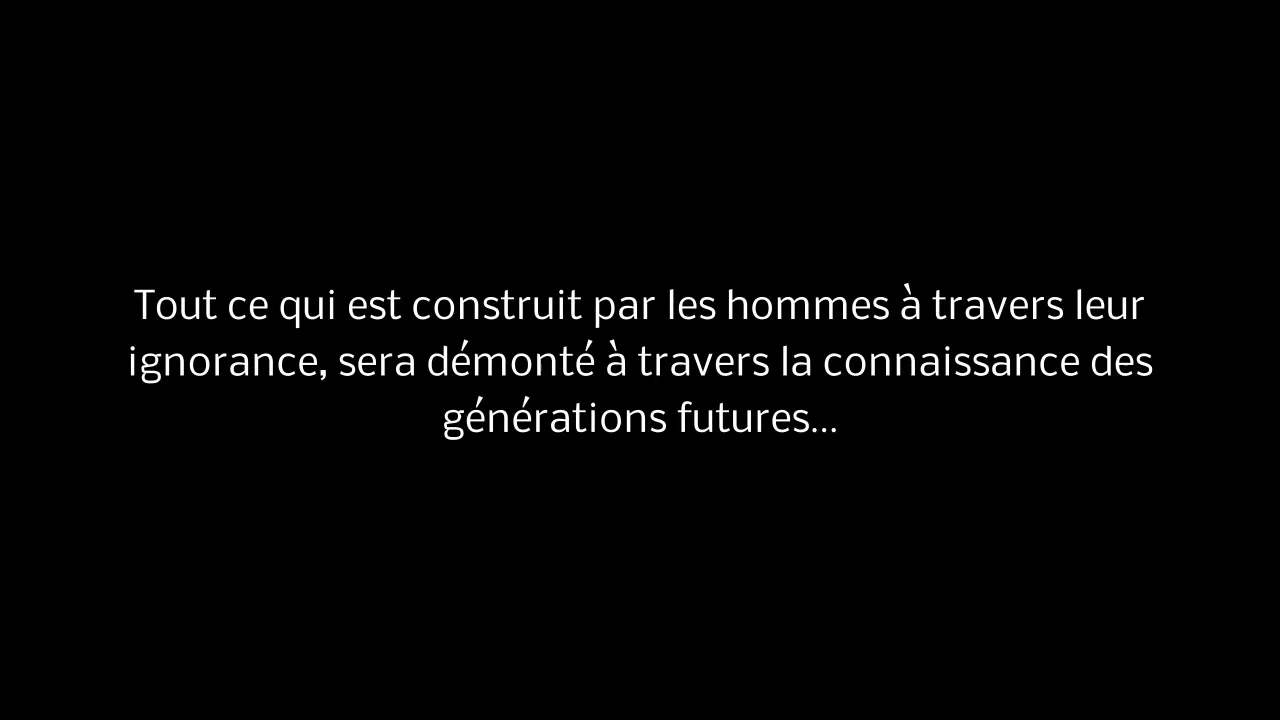 Tout ce qui est construit par les hommes à travers leur
ignorance, sera démonté à travers la connaissance des
générations futures...